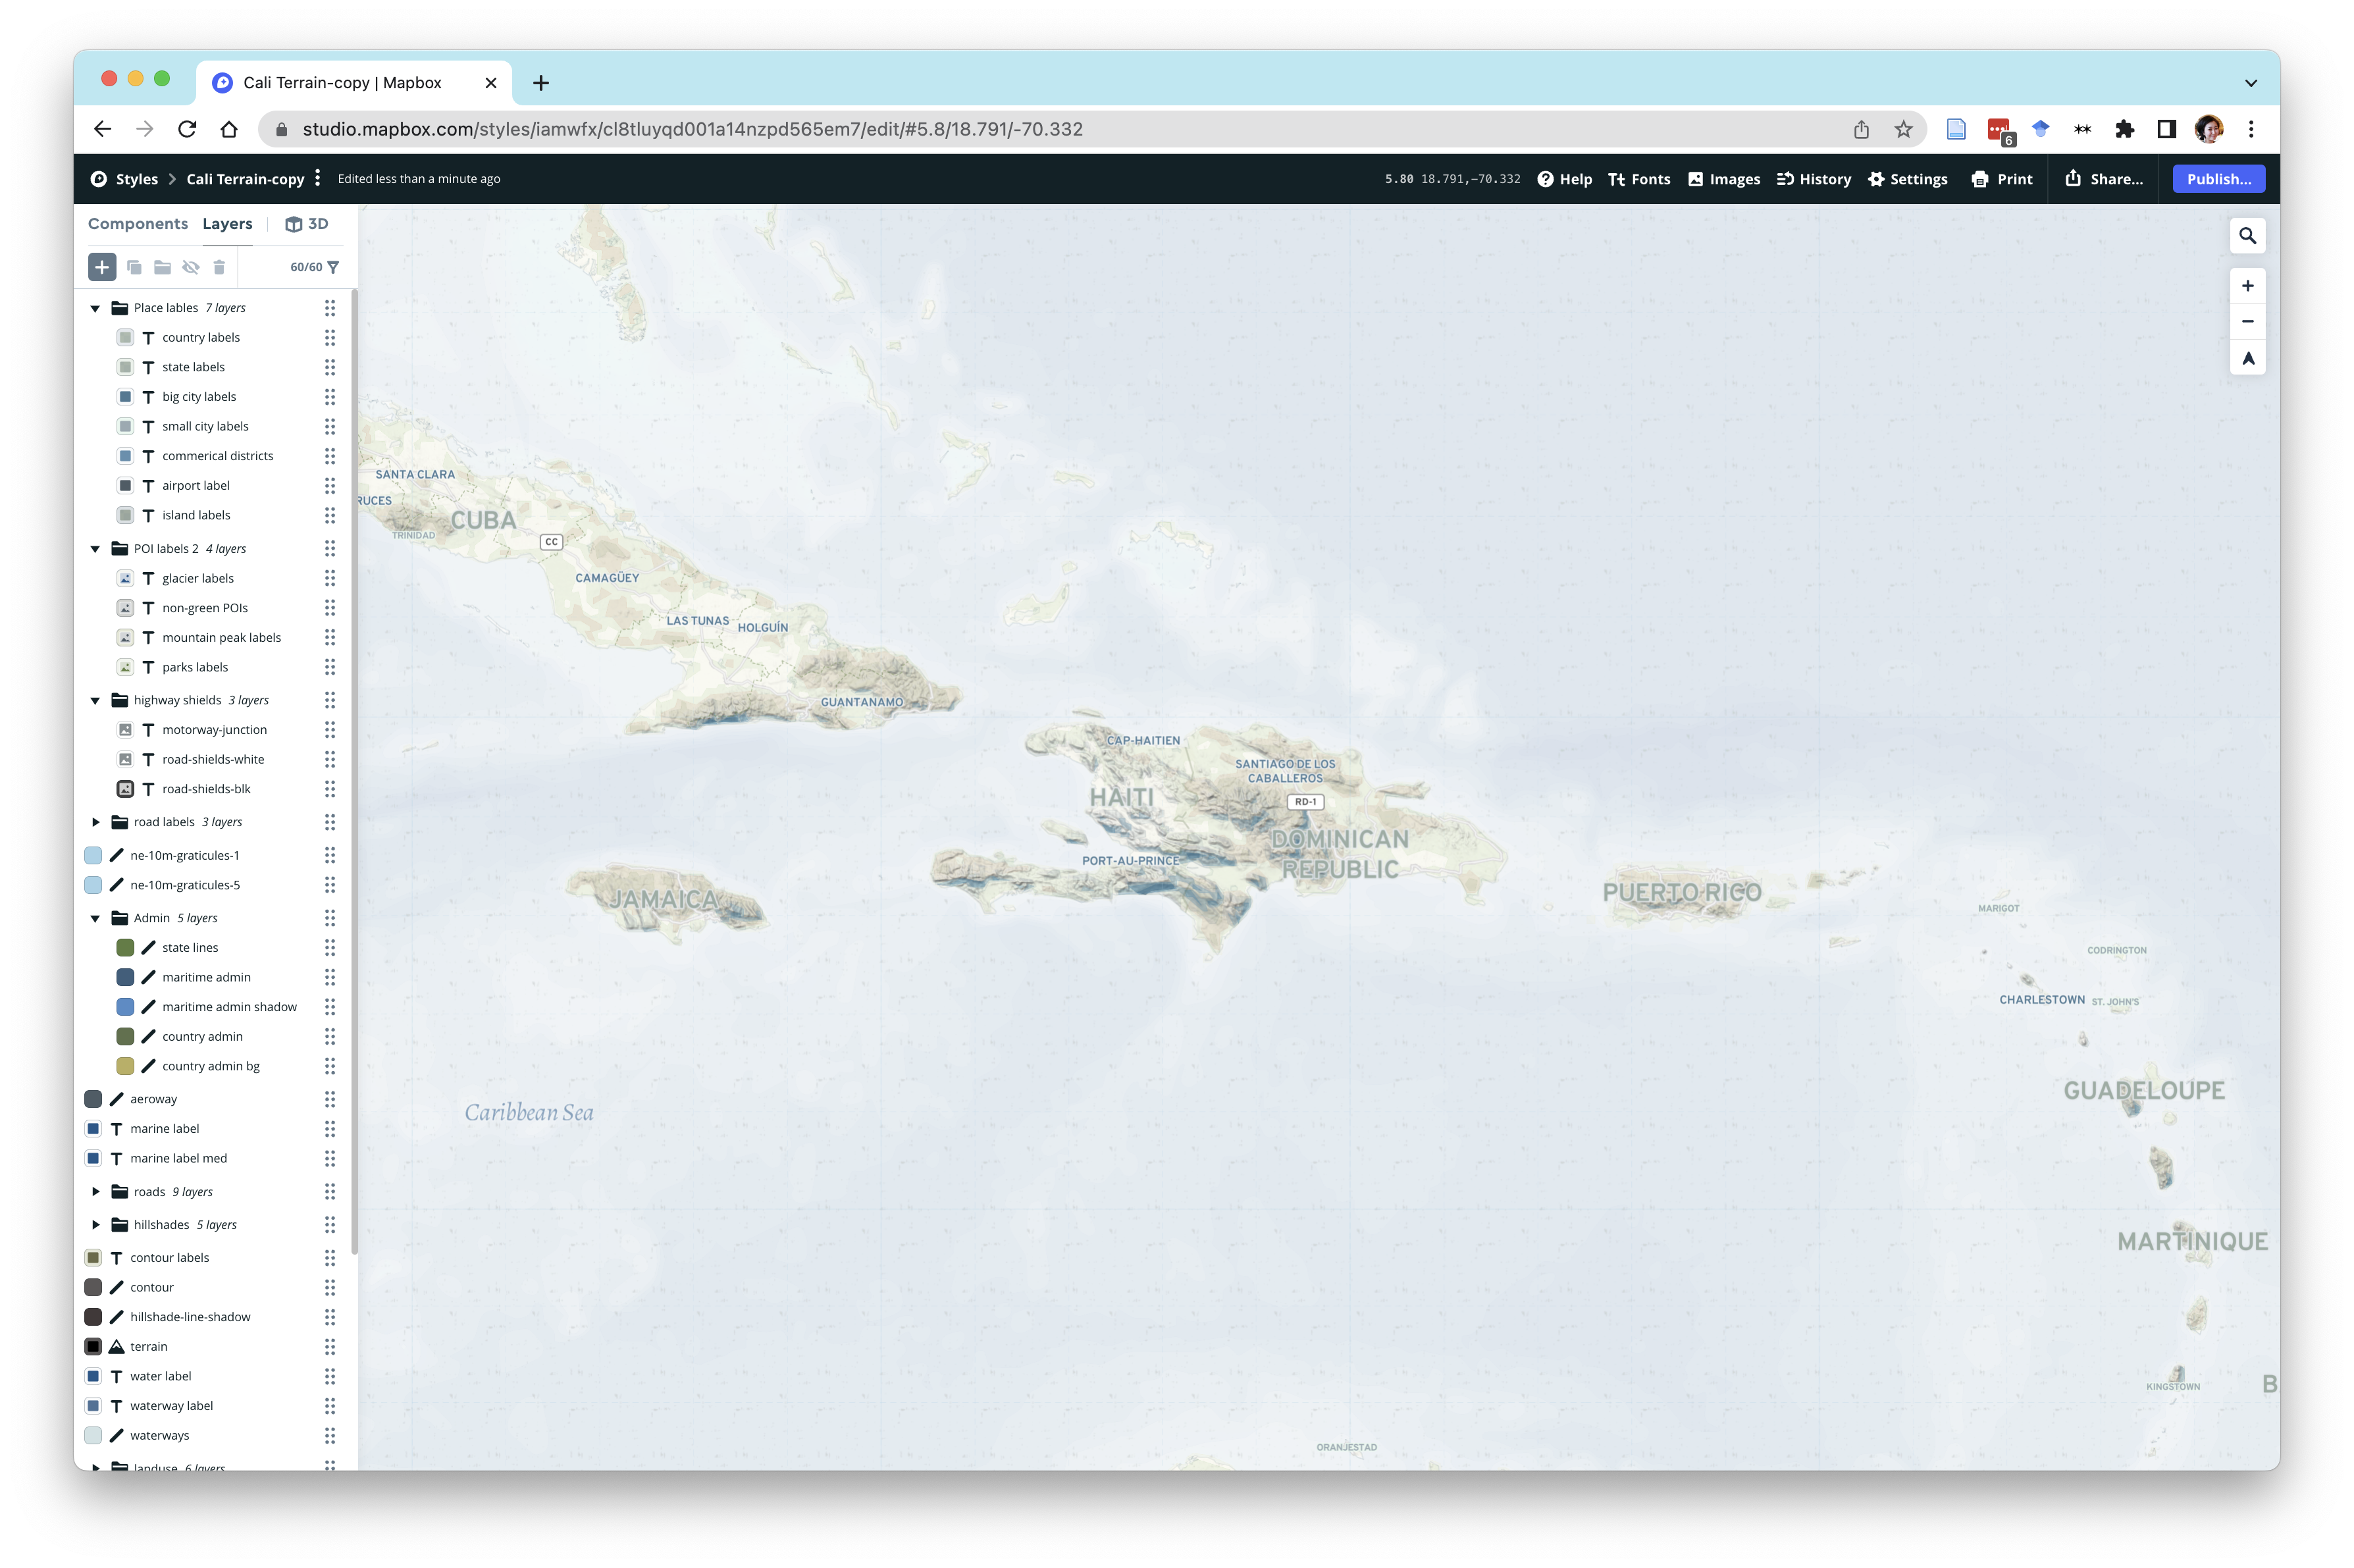 Cali Terrain-copy | Mapbox
studio.mapbox.com/styles/iamwfx/cl8tluyqd001a14nzpd565em7/edit/#5.8/18.791/-70.332
6
Styles > Cali Terrain-copy Edited less than a minute ago
5.80 18.791,-70.332 Help Fonts Images History Settings Print Share... Publish...
Components Layers 3D
60/60
Place lables 7 layers
country labels
state labels
big city labels
small city labels
commerical districts
airport label
island labels
POI labels 2 4 layers
glacier labels
non-green POIs
mountain peak labels
parks labels
highway shields 3 layers
motorway-junction
road-shields-white
road-shields-blk
road labels 3 layers
ne-10m-graticules-1
ne-10m-graticules-5
Admin 5 layers
state lines
maritime admin
maritime admin shadow
country admin
country admin bg
aeroway
marine label
marine label med
roads 9 layers
hillshades 5 layers
contour labels
contour
hillshade-line-shadow
terrain
water label
waterway label
waterways
landuse 6 layers
SANTA CLARA
RUCES
CUBA
TRINIDAD
CC
CAMAGÜEY
LAS TUNAS
HOLGUÍN
GUANTANAMO
CAP-HAITIEN
SANTIAGO DE LOS
CABALLEROS
HAITI
RD-1
DOMINICAN
REPUBLIC
PORT-AU-PRINCE
JAMAICA
PUERTO RICO
MARIGOT
CODRINGTON
CHARLESTOWN
ST. JOHN'S
GUADELOUPE
Caribbean Sea
MARTINIQUE
KINGSTOWN
B
ORANJESTAD